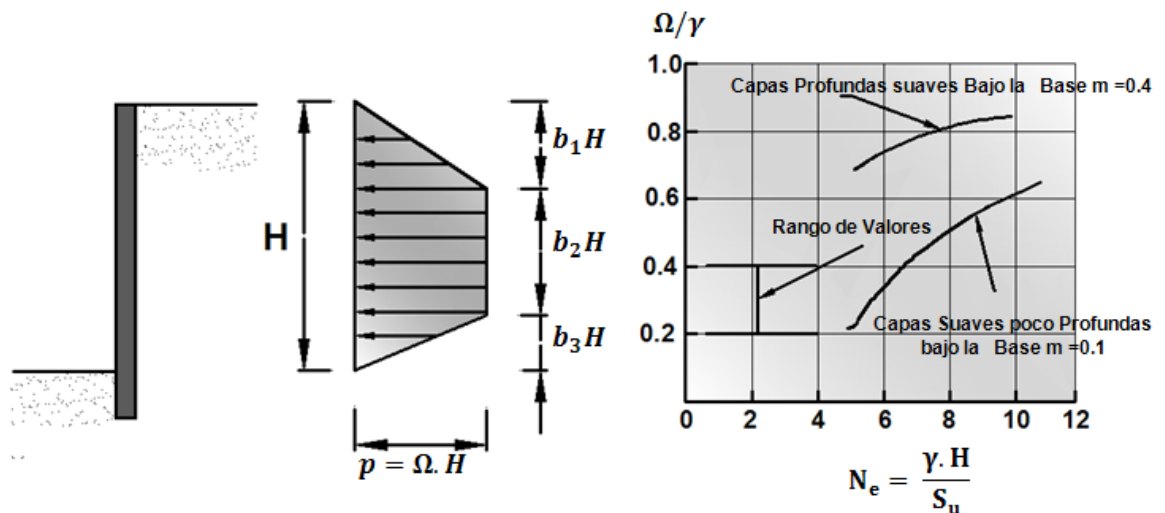 H
b₁H
b₂H
b₃H
p = Ω. H
Ω/γ
1.0
0.8
0.6
0.4
0.2
0 2 4 6 8 10 12
Capas Profundas suaves Bajo la Base m =0.4
Rango de Valores
Capas Suaves poco Profundas
bajo la Base m =0.1
Nₑ = γ. H / Sᵤ